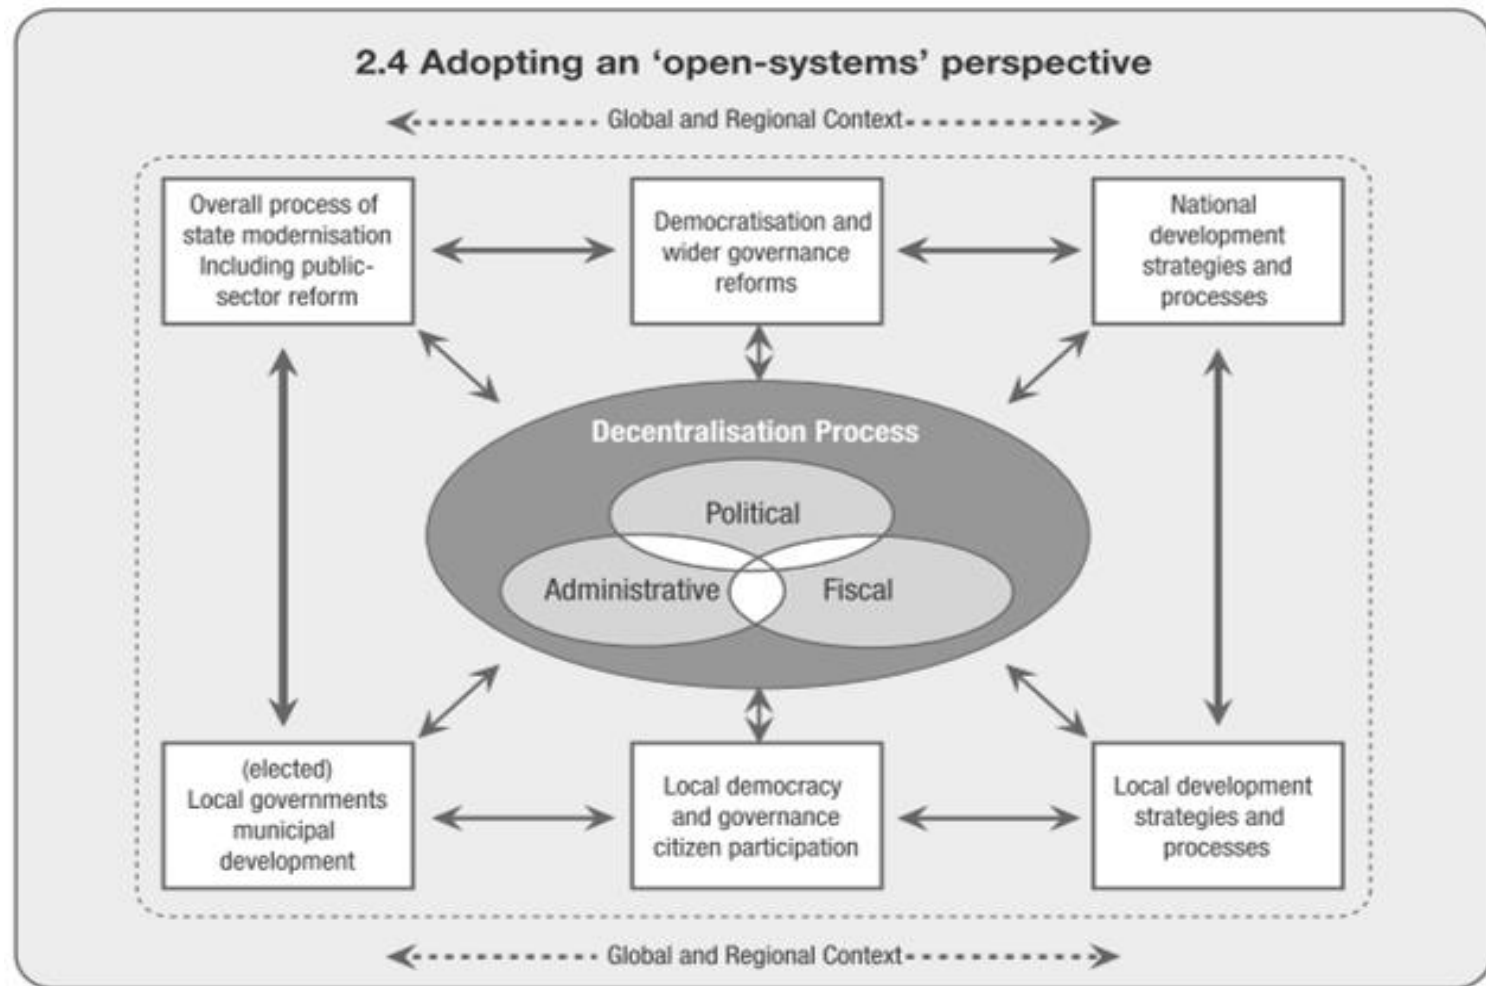 2.4 Adopting an ‘open-systems’ perspective
Global and Regional Context
Overall process of
state modernisation
Including public-
sector reform
Democratisation and
wider governance
reforms
National
development
strategies and
processes
Decentralisation Process
Political
Administrative
Fiscal
(elected)
Local governments
municipal
development
Local democracy
and governance
citizen participation
Local development
strategies and
processes
Global and Regional Context